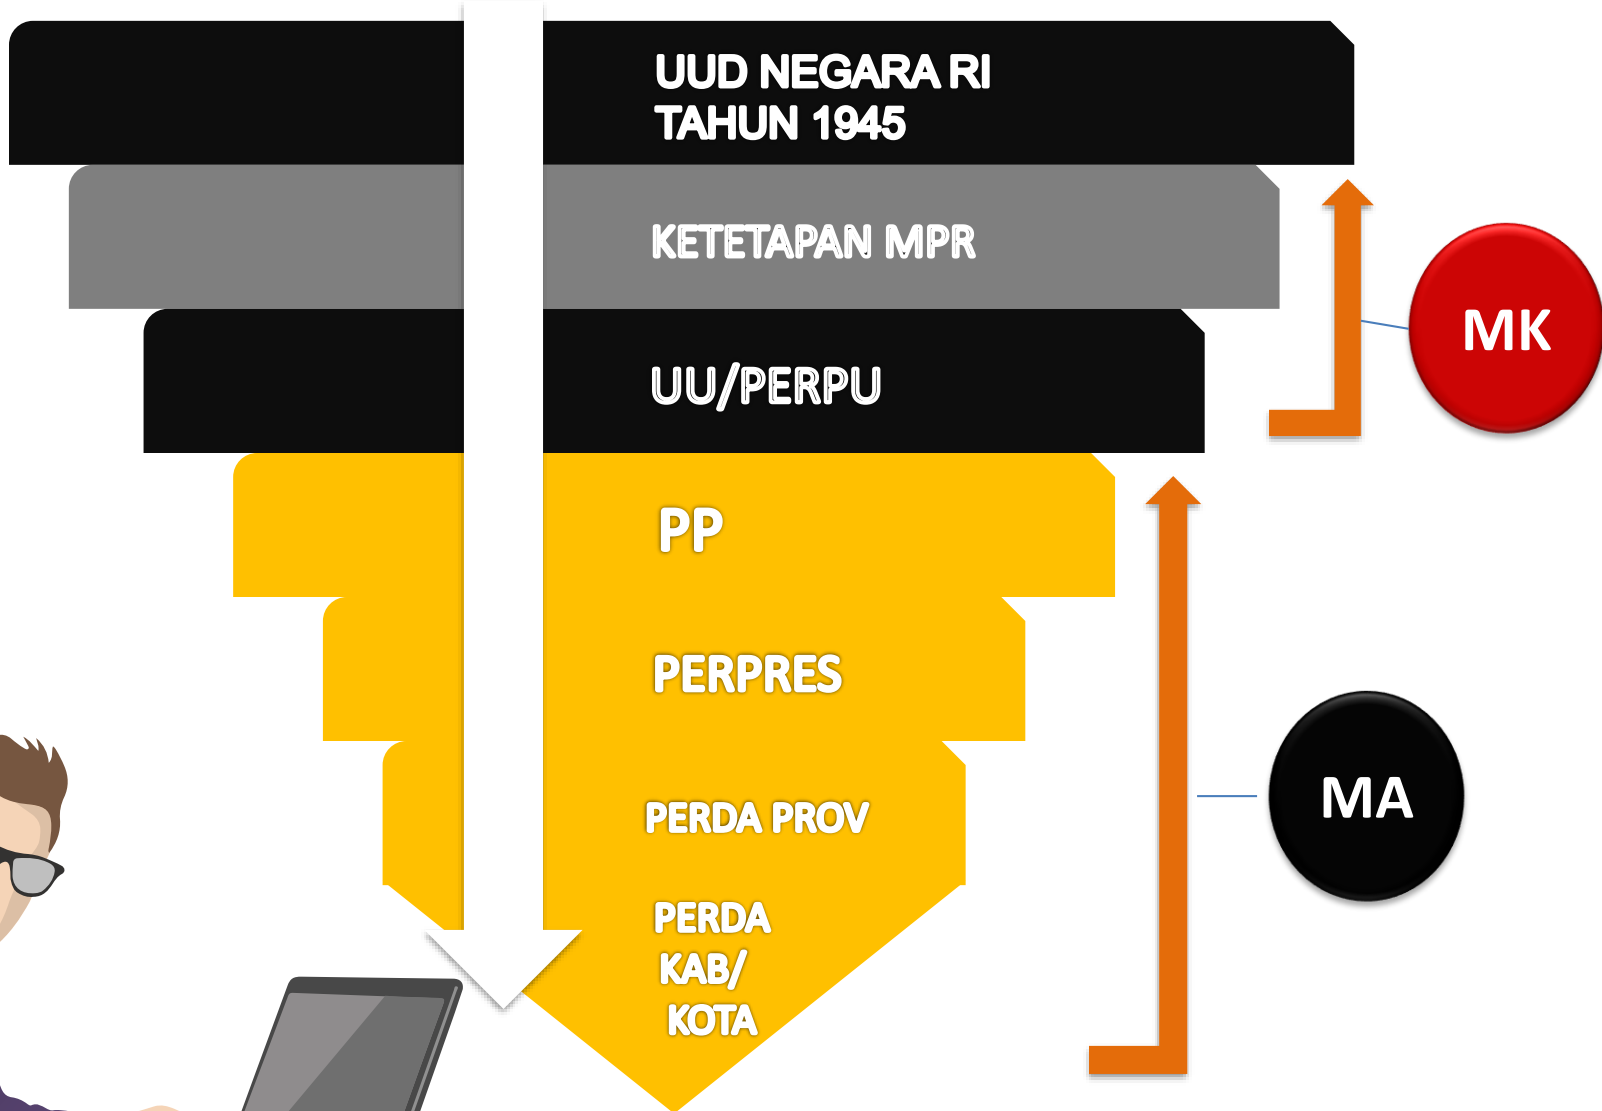 UUD NEGARA RI
TAHUN 1945
KETETAPAN MPR
MK
UU/PERPU
PP
PERPRES
MA
PERDA PROV
PERDA
KAB/
KOTA